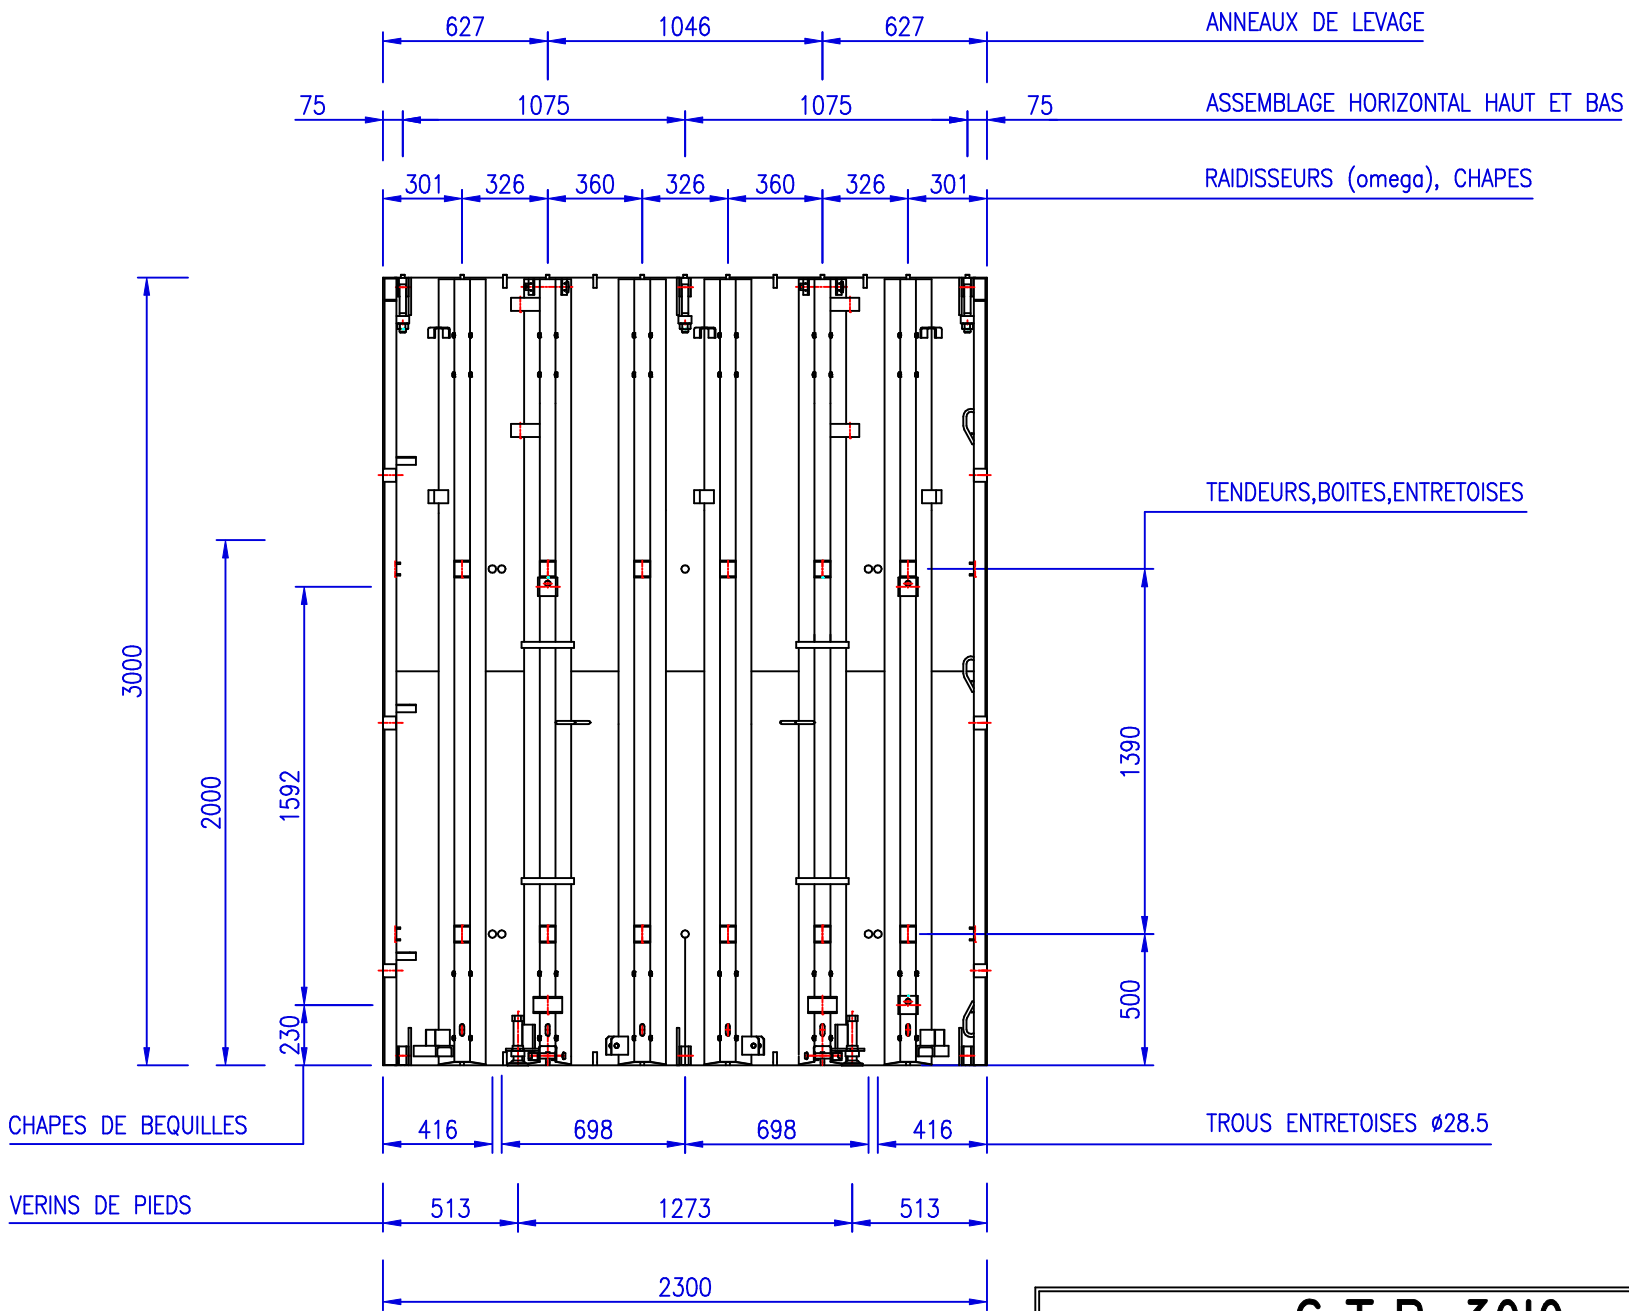 627 1046 627 ANNEAUX DE LEVAGE
75 1075 1075 75 ASSEMBLAGE HORIZONTAL HAUT ET BAS
301 326 360 326 360 326 301 RAIDISSEURS (omega), CHAPES
TENDEURS,BOITES,ENTRETOISES
3000
2000
1592
1390
230
500
CHAPES DE BEQUILLES 416 698 698 416 TROUS ENTRETOISES ø28.5
VERINS DE PIEDS 513 1273 513
2300